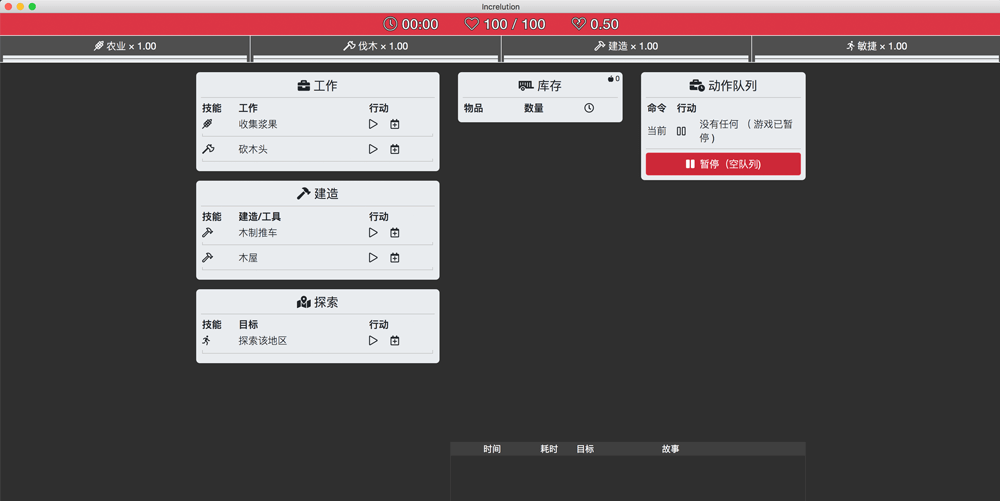 Increlution
00:00 100 / 100 0.50
农业 × 1.00 伐木 × 1.00 建造 × 1.00 敏捷 × 1.00
工作
技能 工作 行动
收集浆果
砍木头
建造
技能 建造/工具 行动
木制推车
木屋
探索
技能 目标 行动
探索该地区
库存
0
物品 数量
动作队列
命令 行动
当前 没有任何 （ 游戏已暂
停 )
暂停（空队列)
时间 耗时 目标 故事